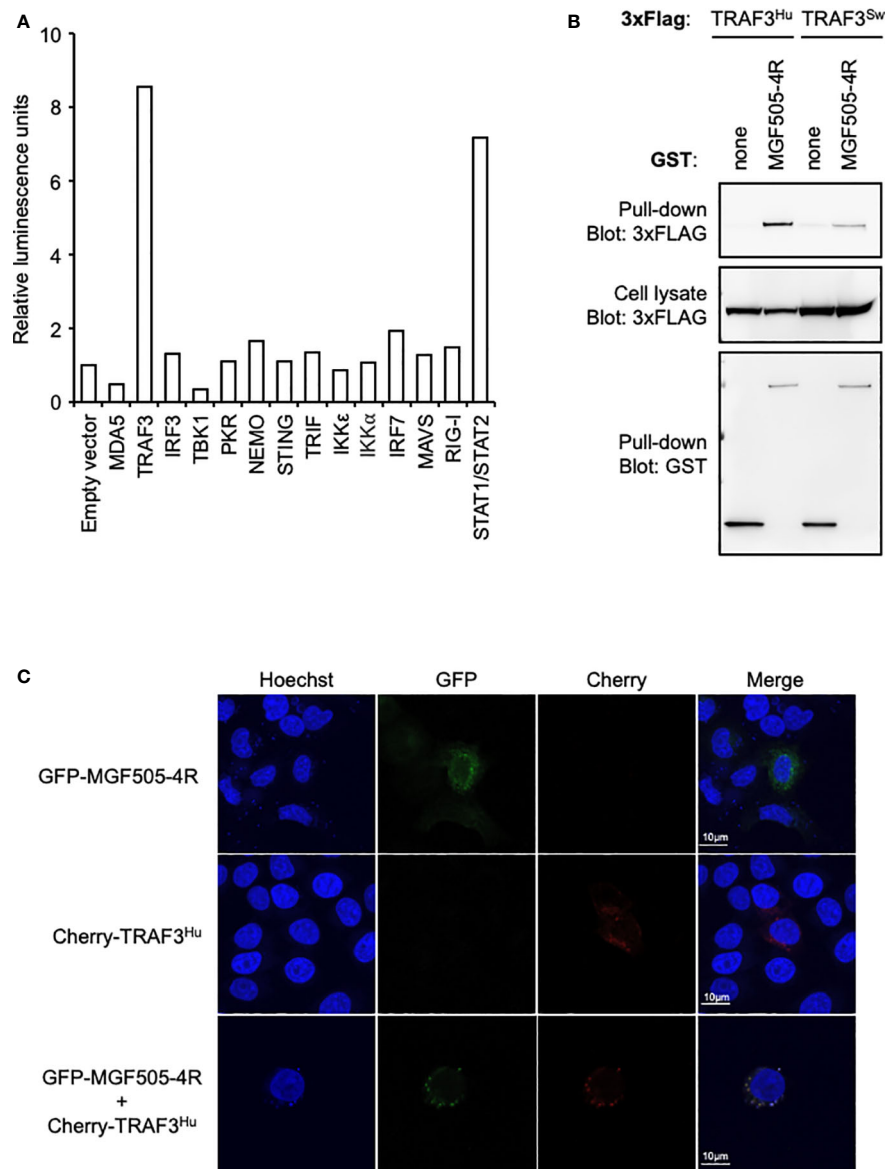 A
Relative luminescence units
10
8
6
4
2
0
Empty vector
MDA5
TRAF3
IRF3
TBK1
PKR
NEMO
STING
TRIF
IKKε
IKKα
IRF7
MAVS
RIG-I
STAT1/STAT2
B
3xFlag: TRAF3Hu TRAF3Sw
GST: none MGF505-4R none MGF505-4R
Pull-down
Blot: 3xFLAG
Cell lysate
Blot: 3xFLAG
Pull-down
Blot: GST
C
Hoechst GFP Cherry Merge
GFP-MGF505-4R
10µm
Cherry-TRAF3Hu
10µm
GFP-MGF505-4R
+
Cherry-TRAF3Hu
10µm